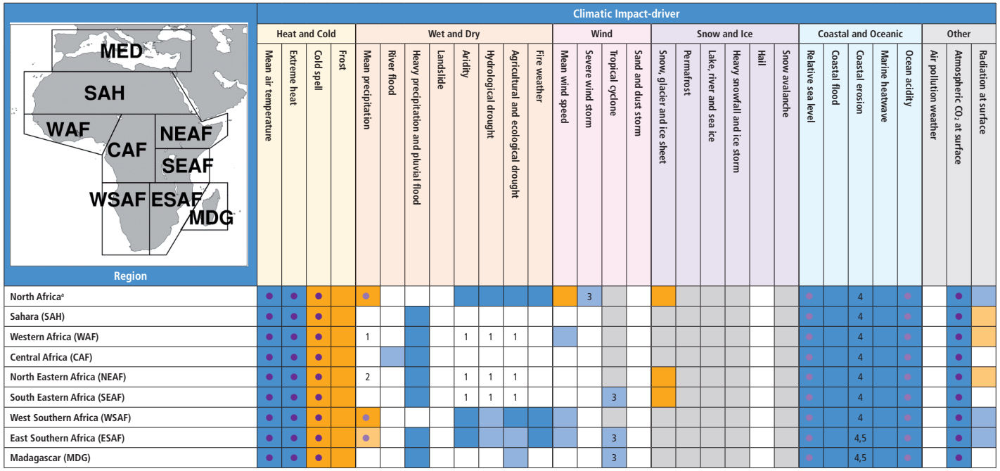 Climatic Impact-driver
Heat and Cold
Wet and Dry
Wind
Snow and Ice
Coastal and Oceanic
Other
MED
SAH
WAF
NEAF
CAF
SEAF
WSAF
ESAF
MDG
Region
Mean air temperature
Extreme heat
Cold spell
Frost
Mean precipitation
River flood
Heavy precipitation and pluvial flood
Landslide
Aridity
Hydrological drought
Agricultural and ecological drought
Fire weather
Mean wind speed
Severe wind storm
Tropical cyclone
Sand and dust storm
Snow, glacier and ice sheet
Permafrost
Lake, river and sea ice
Heavy snowfall and ice storm
Hail
Snow avalanche
Relative sea level
Coastal flood
Coastal erosion
Marine heatwave
Ocean acidity
Air pollution weather
Atmospheric CO₂ at surface
Radiation at surface
North Africaᵃ 3 4
Sahara (SAH) 4
Western Africa (WAF) 1 1 1 1 4
Central Africa (CAF) 4
North Eastern Africa (NEAF) 2 1 1 1 4
South Eastern Africa (SEAF) 1 1 1 3 4
West Southern Africa (WSAF) 4
East Southern Africa (ESAF) 3 4,5
Madagascar (MDG) 3 4,5